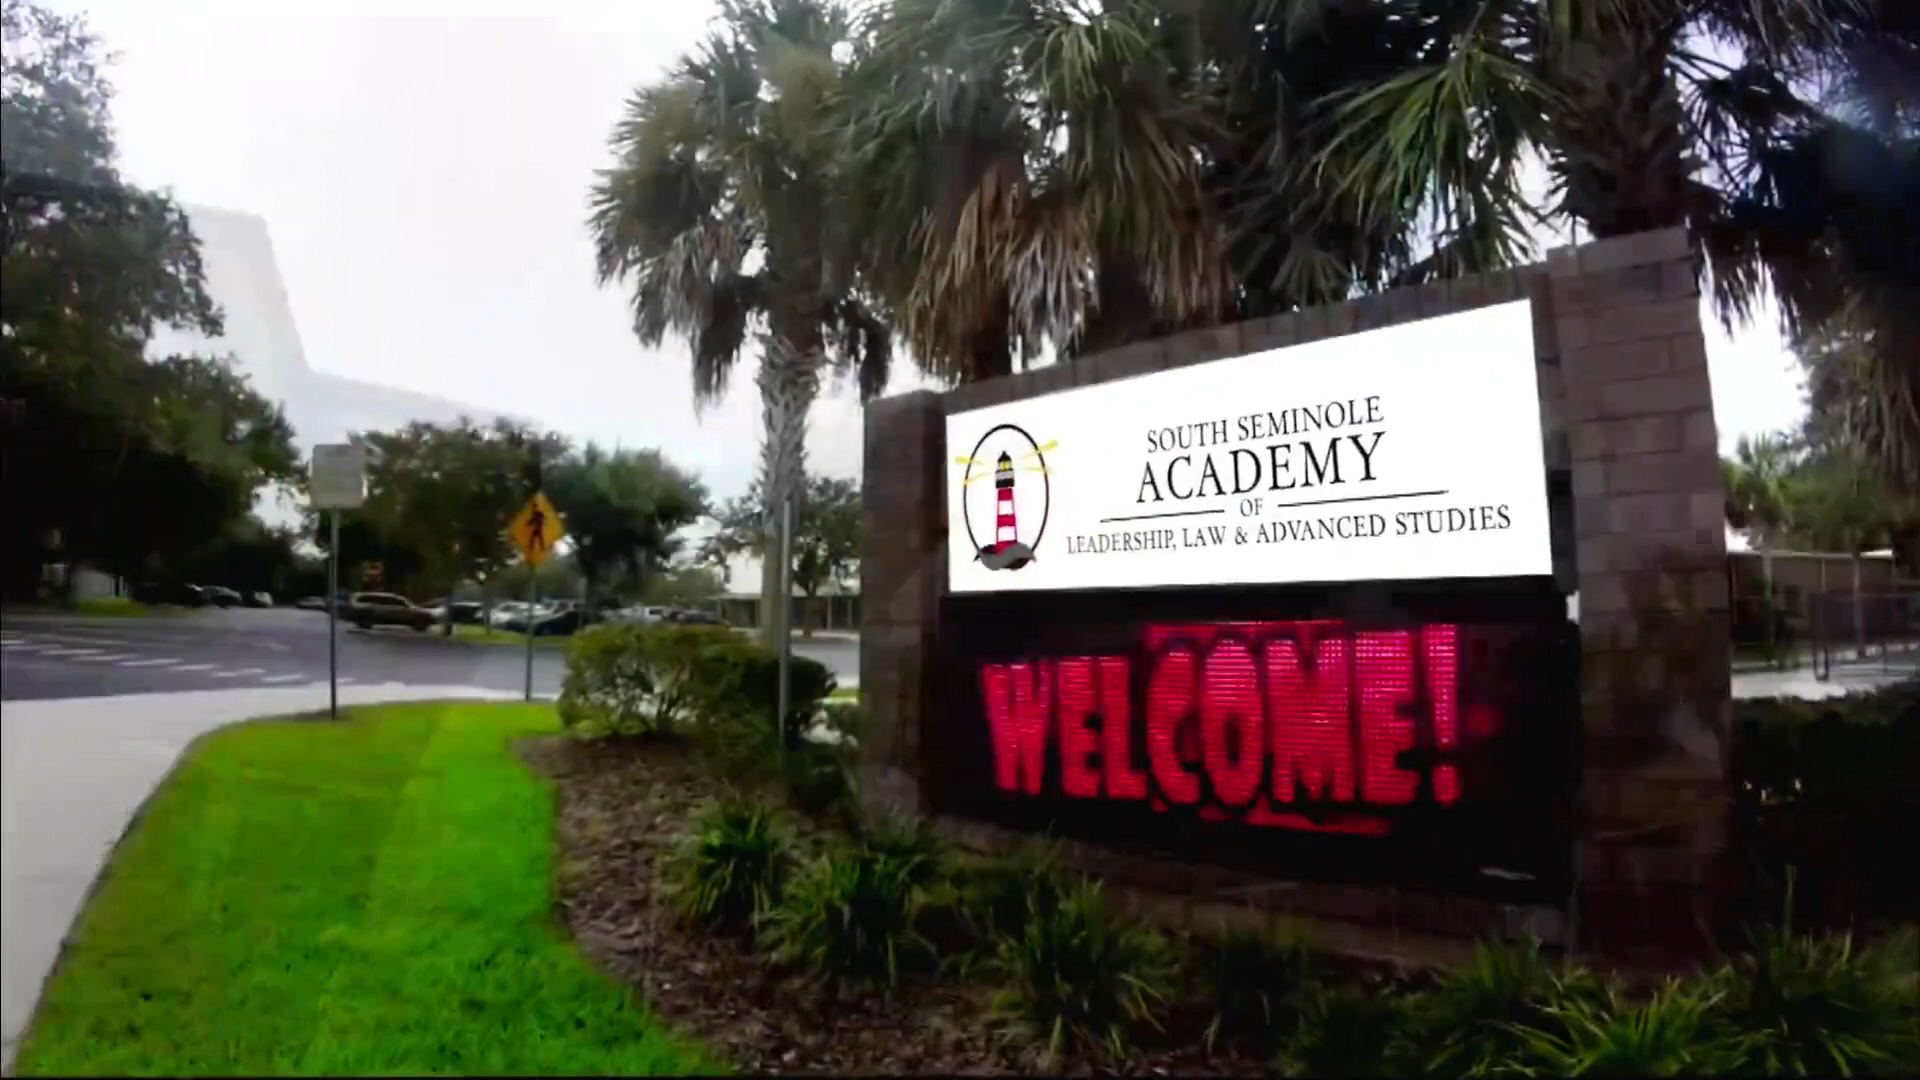 SOUTH SEMINOLE
ACADEMY
OF
LEADERSHIP, LAW & ADVANCED STUDIES
WELCOME!